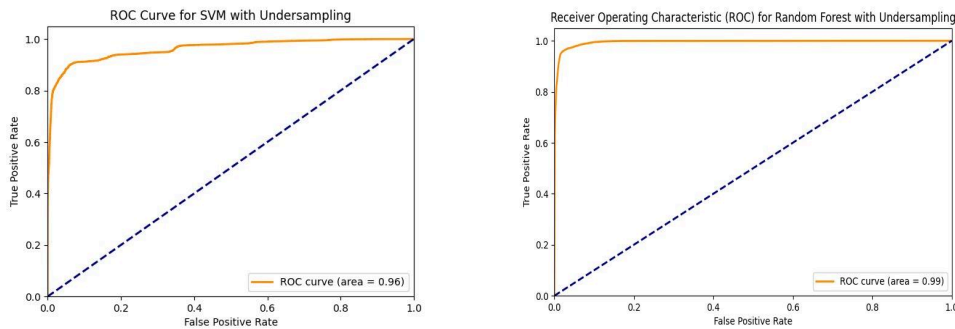 ROC Curve for SVM with Undersampling
1.0
0.8
0.6
0.4
0.2
0.0
True Positive Rate
ROC curve (area = 0.96)
0.0 0.2 0.4 0.6 0.8 1.0
False Positive Rate
Receiver Operating Characteristic (ROC) for Random Forest with Undersampling
1.0
0.8
0.6
0.4
0.2
0.0
True Positive Rate
ROC curve (area = 0.99)
0.0 0.2 0.4 0.6 0.8 1.0
False Positive Rate